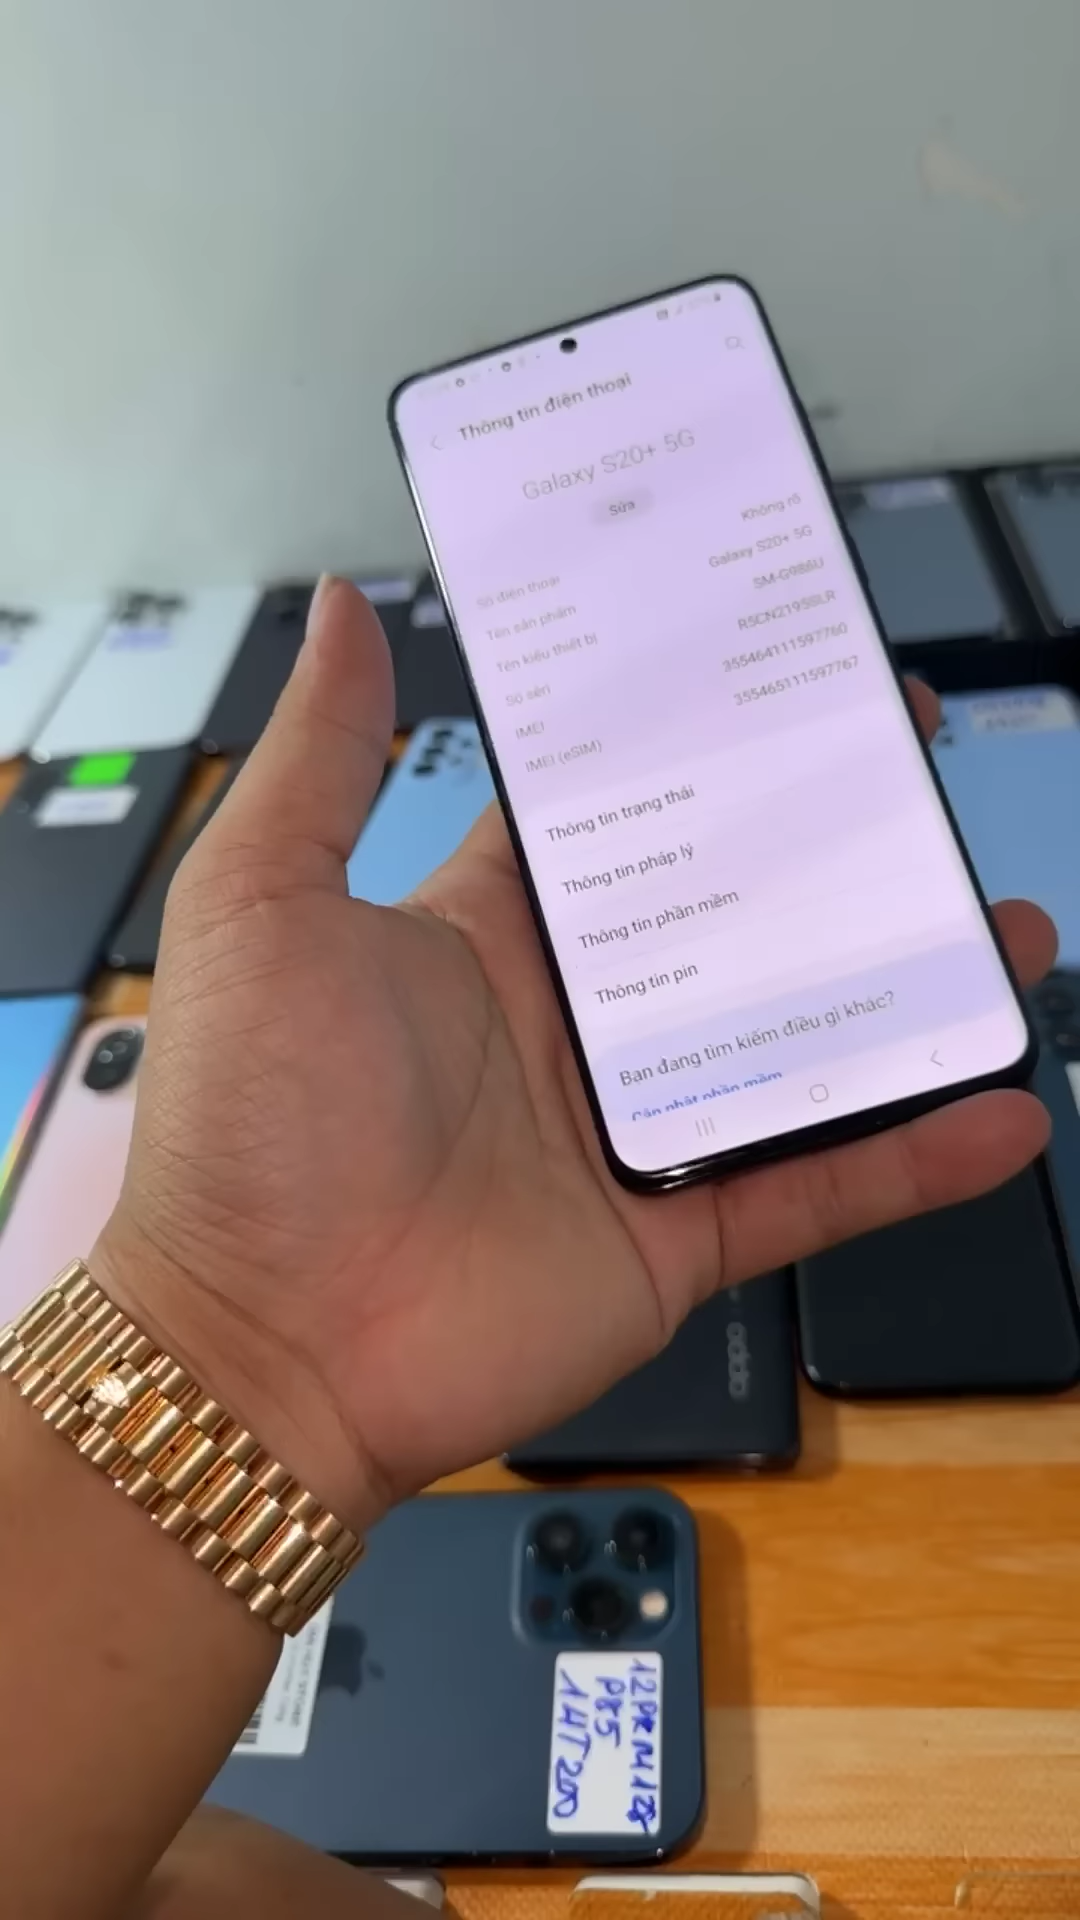 Thông tin điện thoại
Galaxy S20+ 5G
Sửa
Số điện thoại
Không rõ
Tên sản phẩm
Galaxy S20+ 5G
Tên kiểu thiết bị
SM-G986U
Số sêri
R5CN2195SLR
IMEI
355464111597760
IMEI (eSIM)
355465111597767
Thông tin trạng thái
Thông tin pháp lý
Thông tin phần mềm
Thông tin pin
Bạn đang tìm kiếm điều gì khác?
Cập nhật phần mềm
oppo
P85
1HT200